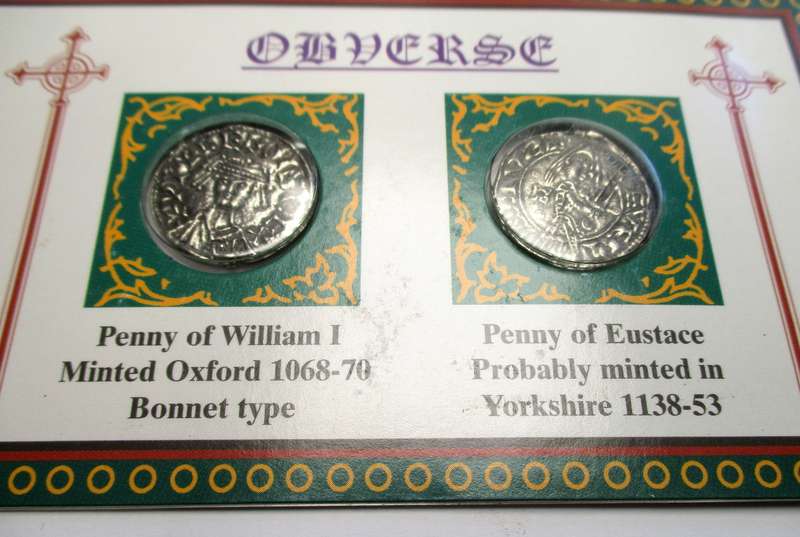 OBVERSE
Penny of William I
Minted Oxford 1068-70
Bonnet type
Penny of Eustace
Probably minted in
Yorkshire 1138-53